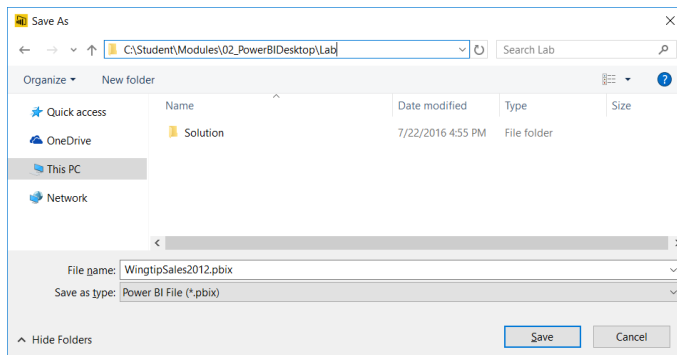 Save As
C:\Student\Modules\02_PowerBIDesktop\Lab
Search Lab
Organize
New folder
?
Quick access
OneDrive
This PC
Network
Name
Date modified
Type
Size
Solution
7/22/2016 4:55 PM
File folder
File name:
WingtipSales2012.pbix
Save as type:
Power BI File (*.pbix)
Hide Folders
Save
Cancel